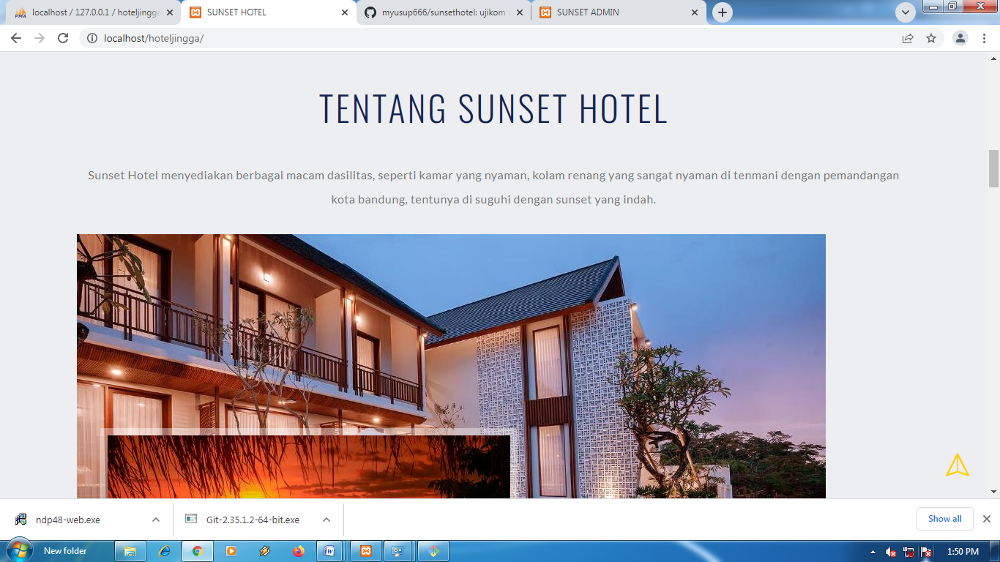 localhost / 127.0.0.1 / hoteljingga
SUNSET HOTEL
myusup666/sunsethotel: ujikom
SUNSET ADMIN
localhost/hoteljingga/
TENTANG SUNSET HOTEL
Sunset Hotel menyediakan berbagai macam dasilitas, seperti kamar yang nyaman, kolam renang yang sangat nyaman di tenmani dengan pemandangan
kota bandung, tentunya di suguhi dengan sunset yang indah.
ndp48-web.exe
Git-2.35.1.2-64-bit.exe
Show all
New folder
1:50 PM